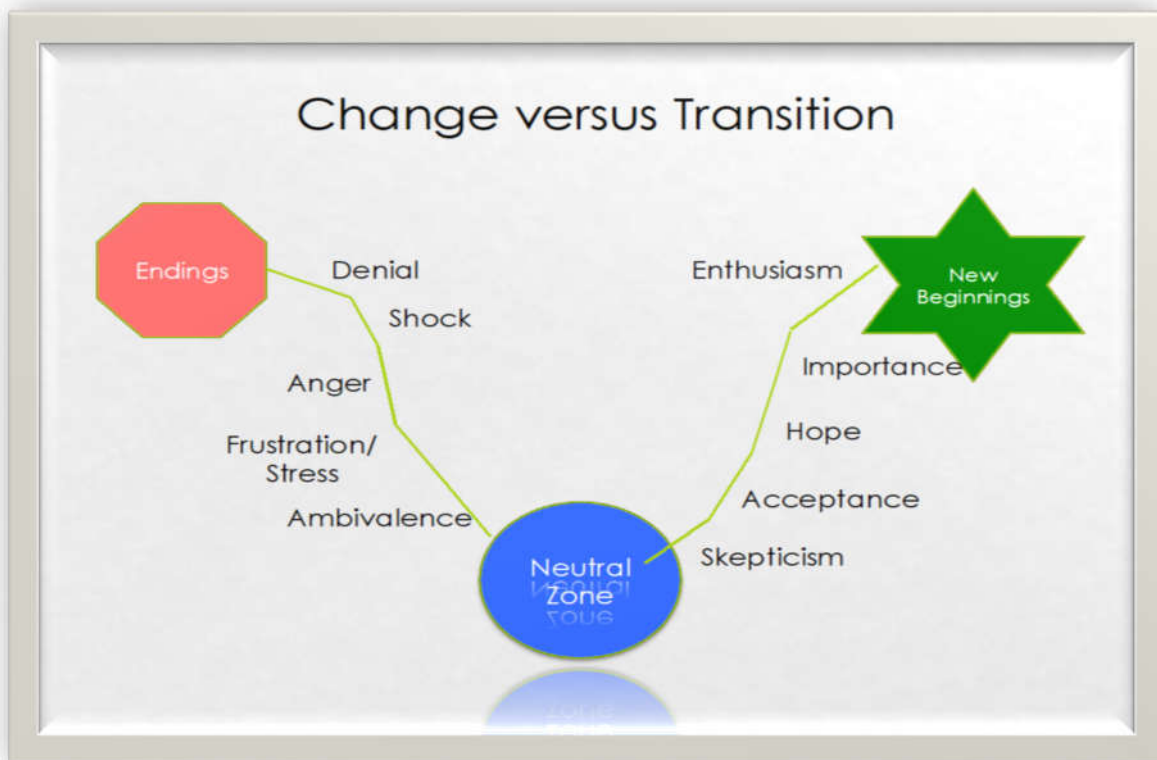 Change versus Transition
Endings
Denial
Shock
Anger
Frustration/
Stress
Ambivalence
Neutral
Zone
Skepticism
Acceptance
Hope
Importance
Enthusiasm
New
Beginnings